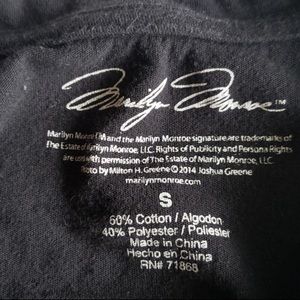 Marilyn Monroe™
Marilyn Monroe™ and the Marilyn Monroe signature are trademarks of
The Estate of Marilyn Monroe, LLC. Rights of Publicity and Persona Rights
are used with permission of The Estate of Marilyn Monroe, LLC.
Photo by Milton H. Greene © 2014 Joshua Greene
marilynmonroe.com
S
60% Cotton / Algodon
40% Polyester / Poliester
Made in China
Hecho en China
RN# 71868